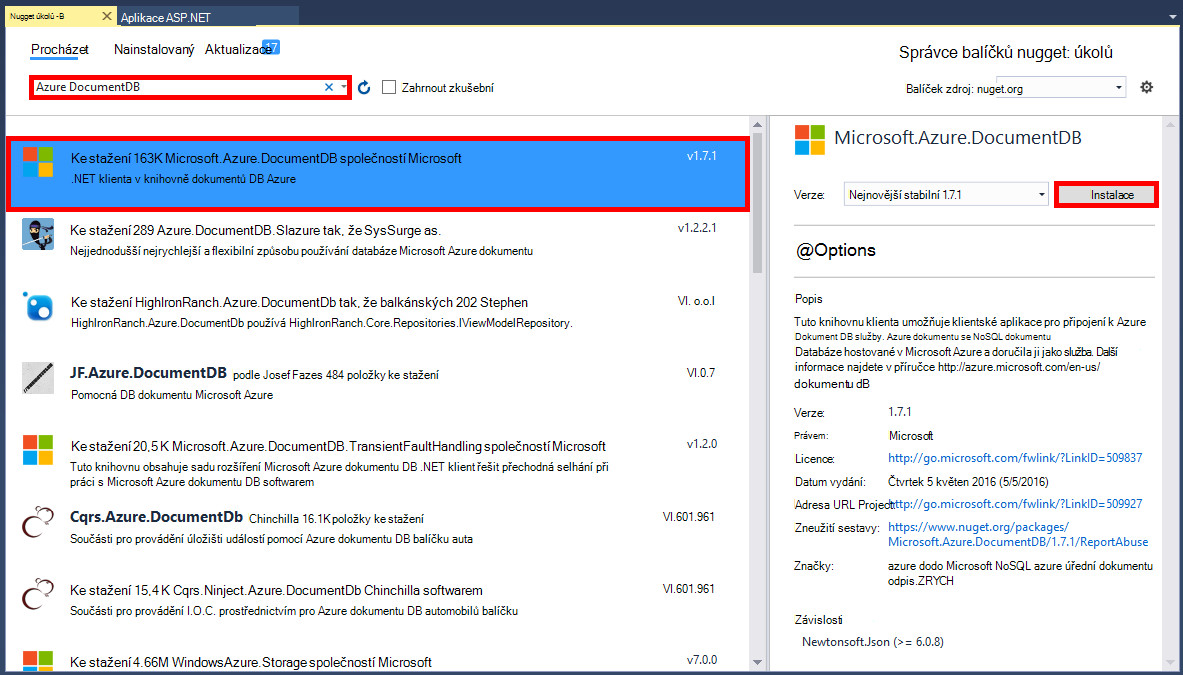 Nugget úkolů -B
Aplikace ASP.NET
Procházet
Nainstalovaný
Aktualizace
17
Správce balíčků nuget: úkolů
Azure DocumentDB
Zahrnout zkušební
Balíček zdroj: nuget.org
Ke stažení 163K Microsoft.Azure.DocumentDB společností Microsoft
v1.7.1
.NET klienta v knihovně dokumentů DB Azure
Ke stažení 289 Azure.DocumentDB.Slazure tak, že SysSurge as.
v1.2.2.1
Nejjednodušší nejrychlejší a flexibilní způsobu používání databáze Microsoft Azure dokumentu
Ke stažení HighIronRanch.Azure.DocumentDb tak, že balkánských 202 Stephen
VI. o.o.l
HighIronRanch.Azure.DocumentDb používá HighIronRanch.Core.Repositories.IViewModelRepository.
JF.Azure.DocumentDB podle Josef Fazes 484 položky ke stažení
VI.0.7
Pomocná DB dokumentu Microsoft Azure
Ke stažení 20,5 K Microsoft.Azure.DocumentDB.TransientFaultHandling společností Microsoft
v1.2.0
Tuto knihovnu obsahuje sadu rozšíření Microsoft Azure dokumentu DB .NET klient řešit přechodná selhání při
práci s Microsoft Azure dokumentu DB softwarem
Cqrs.Azure.DocumentDb Chinchilla 16.1K položky ke stažení
VI.601.961
Součásti pro provádění úložišti událostí pomocí Azure dokumentu DB balíčku auta
Ke stažení 15,4 K Cqrs.Ninject.Azure.DocumentDb Chinchilla softwarem
VI.601.961
Součásti pro provádění I.O.C. prostřednictvím pro Azure dokumentu DB automobilů balíčku
Ke stažení 4.66M WindowsAzure.Storage společností Microsoft
v7.0.0
Microsoft.Azure.DocumentDB
Verze:
Nejnovější stabilní 1.7.1
Instalace
@Options
Popis
Tuto knihovnu klienta umožňuje klientské aplikace pro připojení k Azure
Dokument DB služby. Azure dokumentu se NoSQL dokumentu
Databáze hostované v Microsoft Azure a doručila ji jako služba. Další
informace najdete v příručce http://azure.microsoft.com/en-us/
dokumentu dB
Verze: 1.7.1
Právem: Microsoft
Licence: http://go.microsoft.com/fwlink/?LinkID=509837
Datum vydání: Čtvrtek 5 květen 2016 (5/5/2016)
Adresa URL Project: http://go.microsoft.com/fwlink/?LinkID=509927
Zneužití sestavy: https://www.nuget.org/packages/
Microsoft.Azure.DocumentDB/1.7.1/ReportAbuse
Značky: azure dodo Microsoft NoSQL azure úřední dokumentu
odpis.ZRYCH
Závislosti
Newtonsoft.Json (>= 6.0.8)